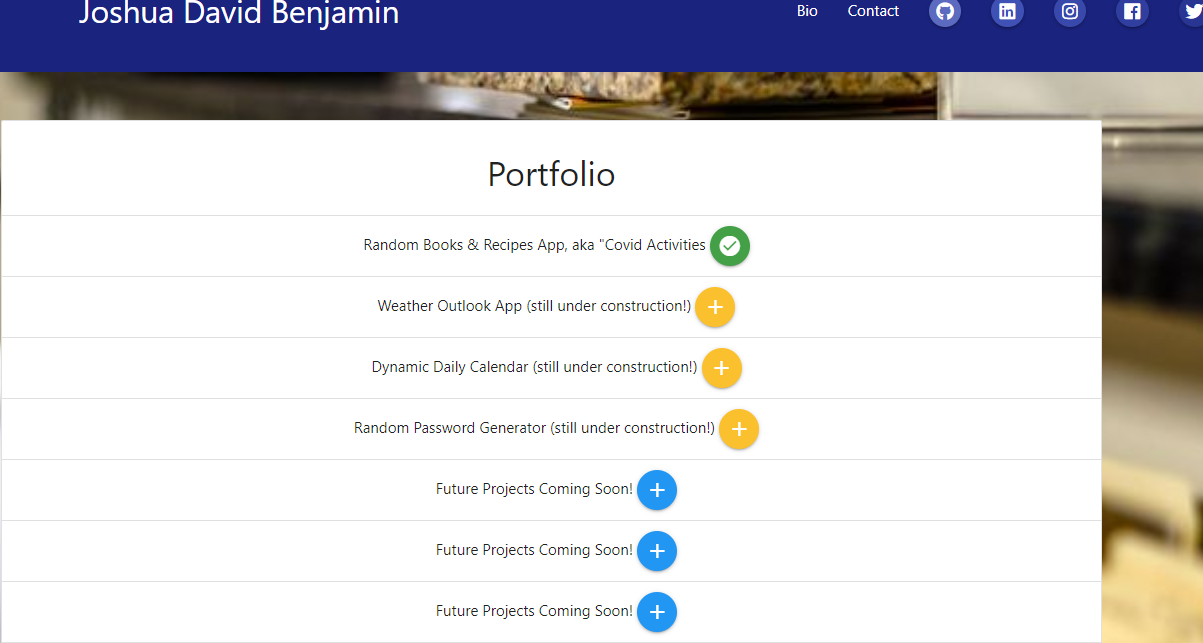 Joshua David Benjamin
Bio Contact
Portfolio
Random Books & Recipes App, aka "Covid Activities
Weather Outlook App (still under construction!)
Dynamic Daily Calendar (still under construction!)
Random Password Generator (still under construction!)
Future Projects Coming Soon!
Future Projects Coming Soon!
Future Projects Coming Soon!